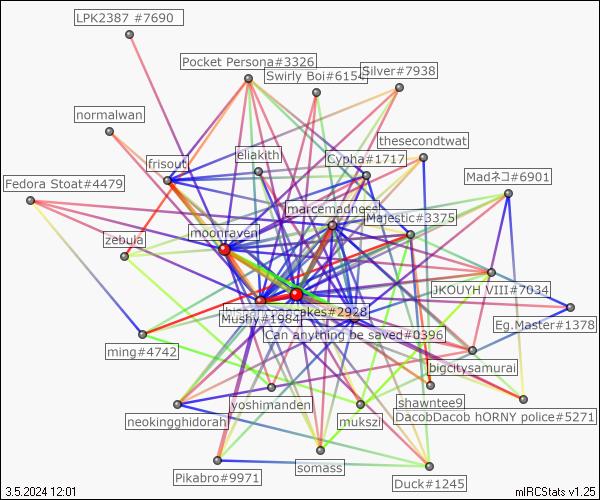 LPK2387 #7690
Pocket Persona#3326
Swirly Boi#6154
Silver#7938
normalwan
thesecondtwat
eliakith
Cypha#1717
frisout
Fedora Stoat#4479
Madネコ#6901
marcemadness
Majestic#3375
moonraven
zebula
JKOUYH VIII#7034
cakes#2928
Mushy#1984
Eg.Master#1378
Can anything be saved#0396
ming#4742
bigcitysamurai
yoshimanden
shawntee9
neokingghidorah
mukszi
DacobDacob hORNY police#5271
somass
Pikabro#9971
Duck#1245
3.5.2024 12:01
mIRCStats v1.25